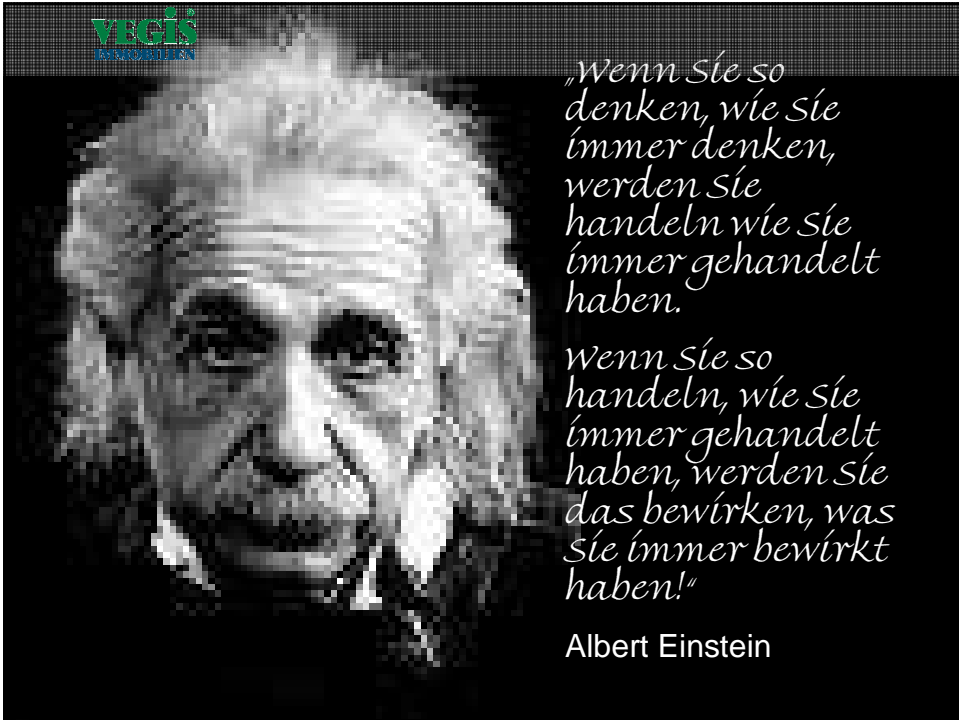 VEGIS
IMMOBILIEN
„Wenn Sie so
denken, wie Sie
immer denken,
werden Sie
handeln wie Sie
immer gehandelt
haben.
Wenn Sie so
handeln, wie Sie
immer gehandelt
haben, werden Sie
das bewirken, was
Sie immer bewirkt
haben!“
Albert Einstein